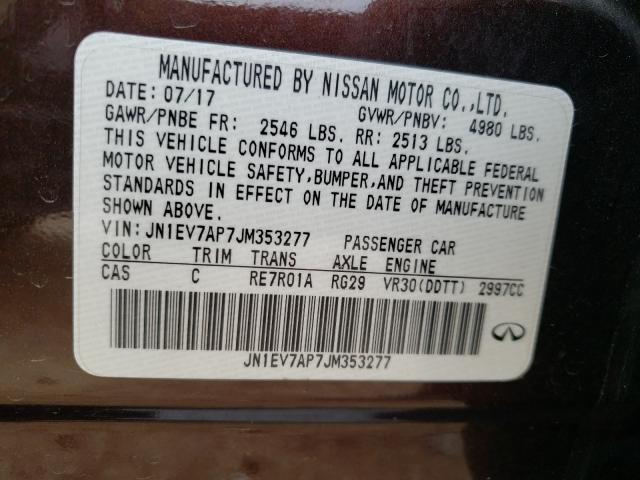 MANUFACTURED BY NISSAN MOTOR CO.,LTD.
DATE: 07/17 GVWR/PNBV: 4980 LBS.
GAWR/PNBE FR: 2546 LBS. RR: 2513 LBS.
THIS VEHICLE CONFORMS TO ALL APPLICABLE FEDERAL
MOTOR VEHICLE SAFETY,BUMPER,AND THEFT PREVENTION
STANDARDS IN EFFECT ON THE DATE OF MANUFACTURE
SHOWN ABOVE.
VIN:JN1EV7AP7JM353277 PASSENGER CAR
COLOR TRIM TRANS AXLE ENGINE
CAS C RE7R01A RG29 VR30(DDTT) 2997CC
JN1EV7AP7JM353277